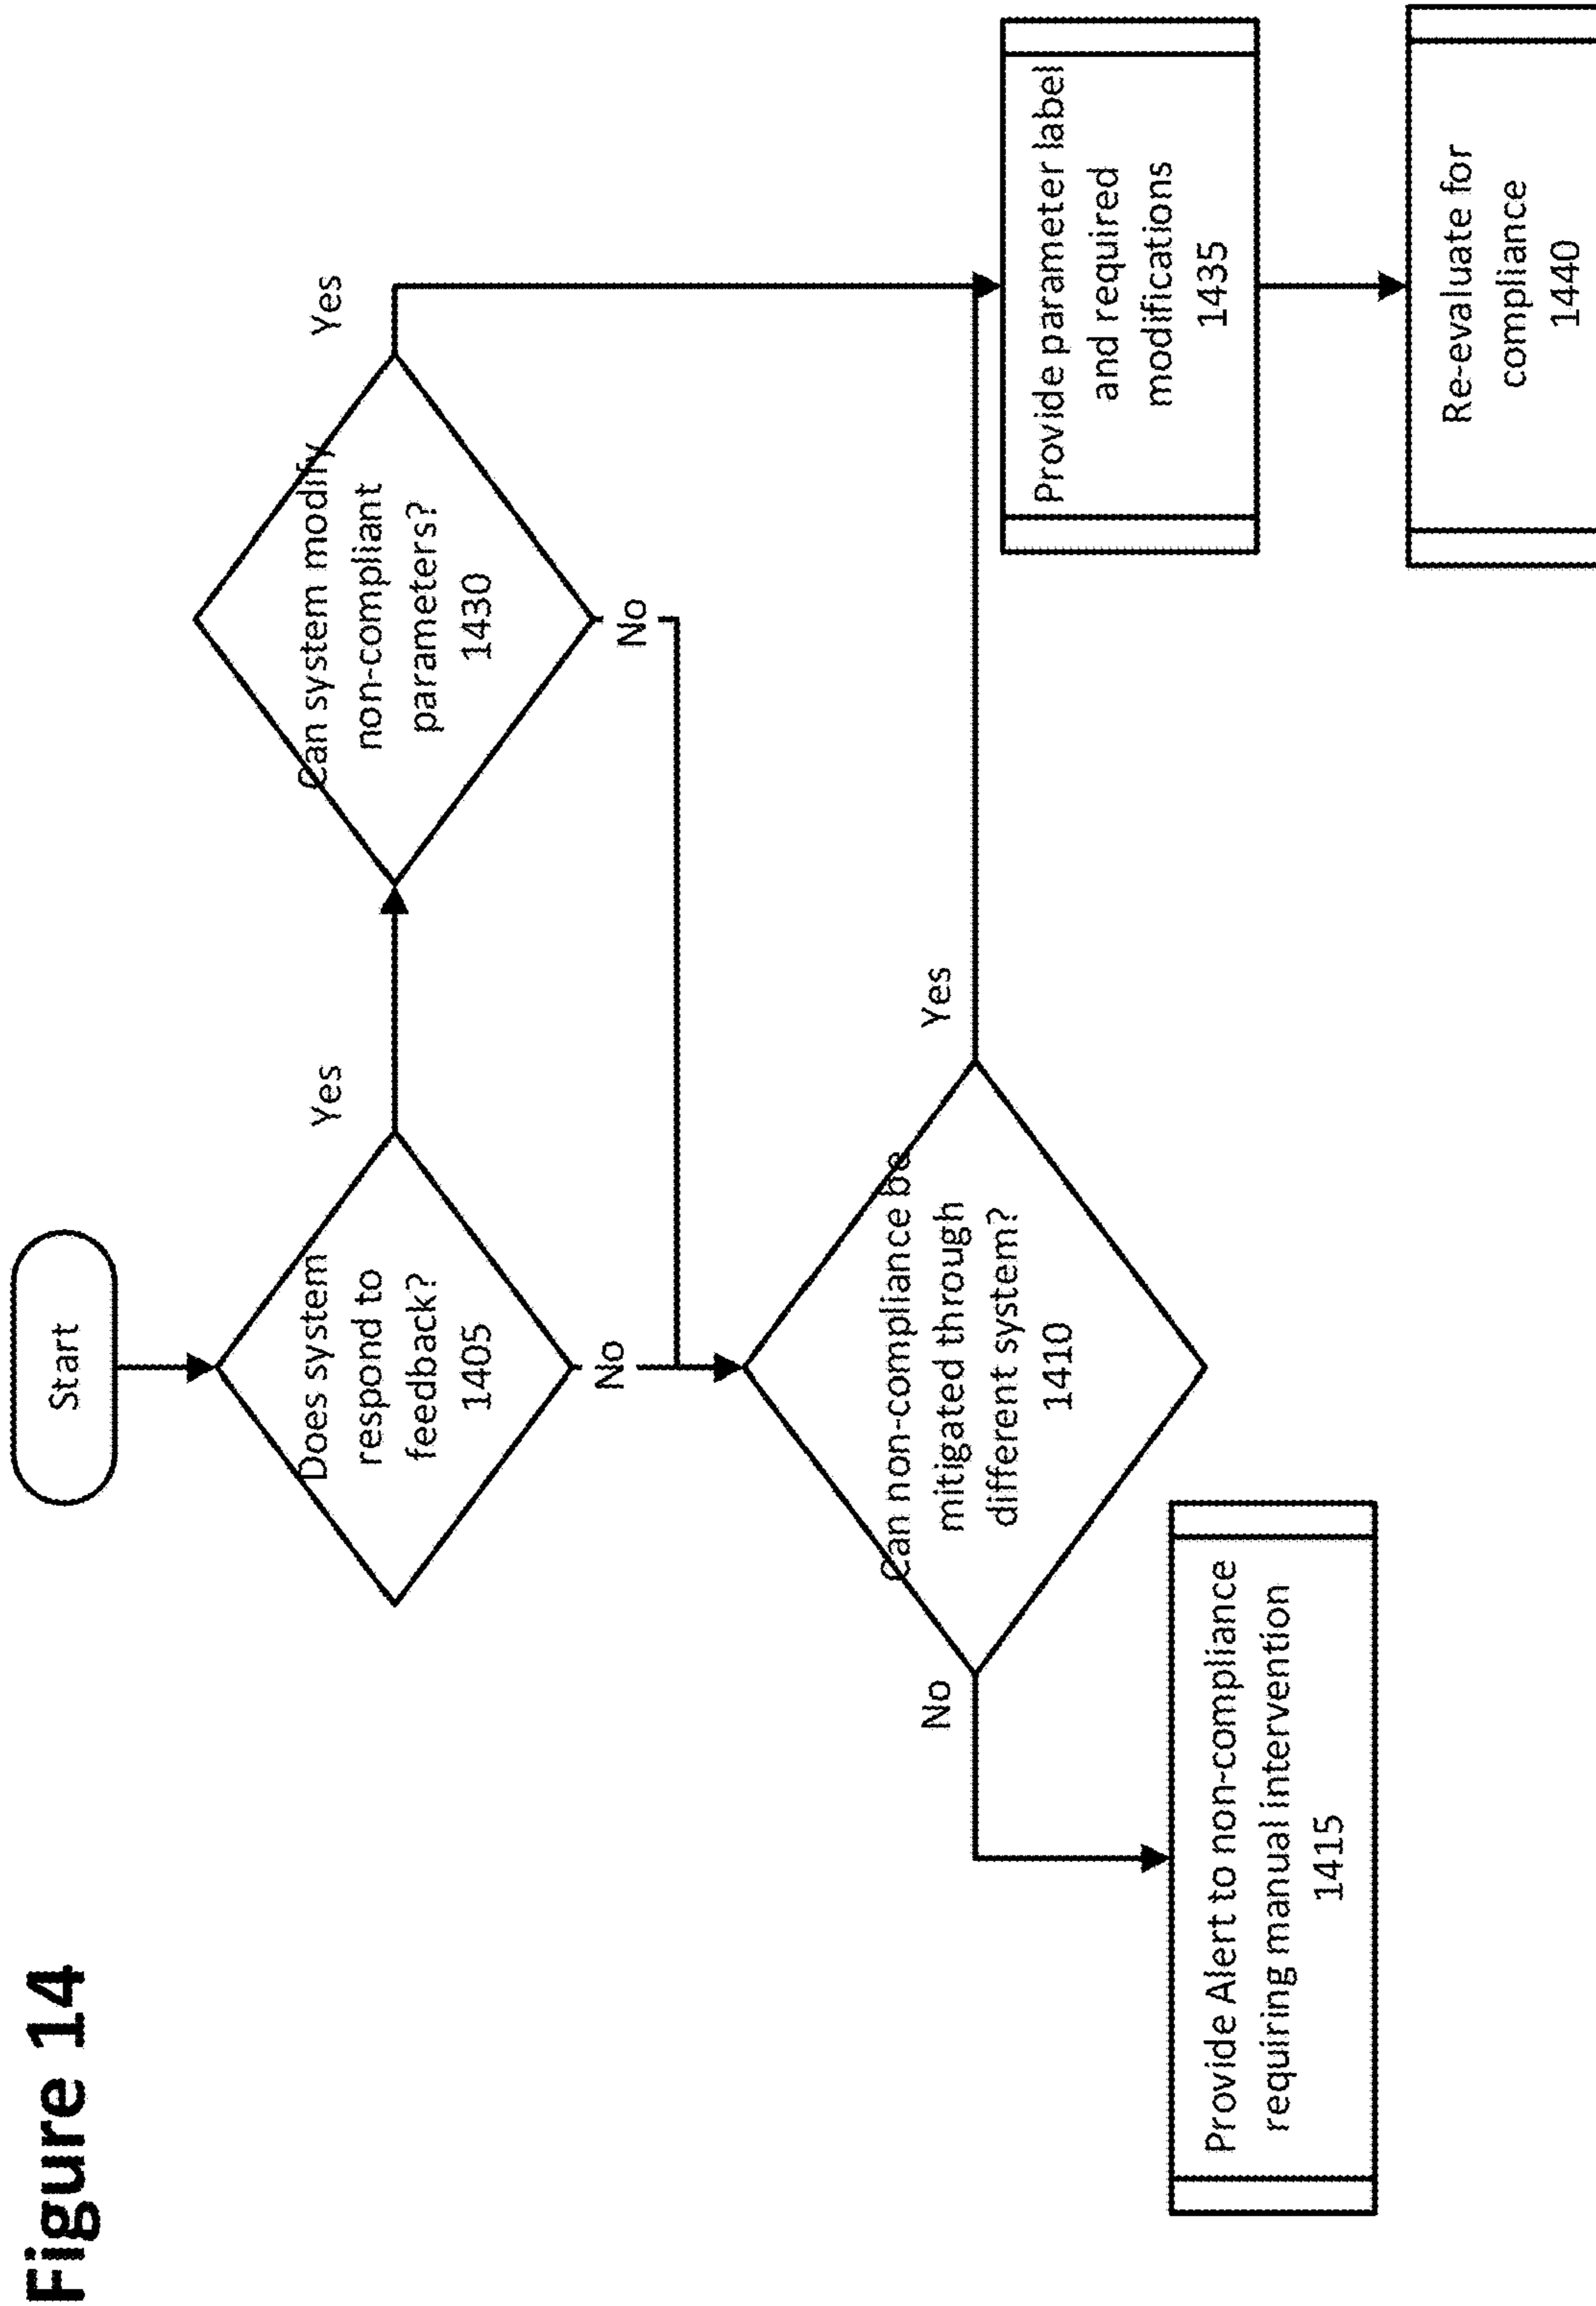 Figure 14
Start
Does system
respond to
feedback?
1405
Yes
No
Can system modify
non-compliant
parameters?
1430
Yes
No
Can non-compliance be
mitigated through
different system?
1410
Yes
No
Provide Alert to non-compliance
requiring manual intervention
1415
Provide parameter label
and required
modifications
1435
Re-evaluate for
compliance
1440